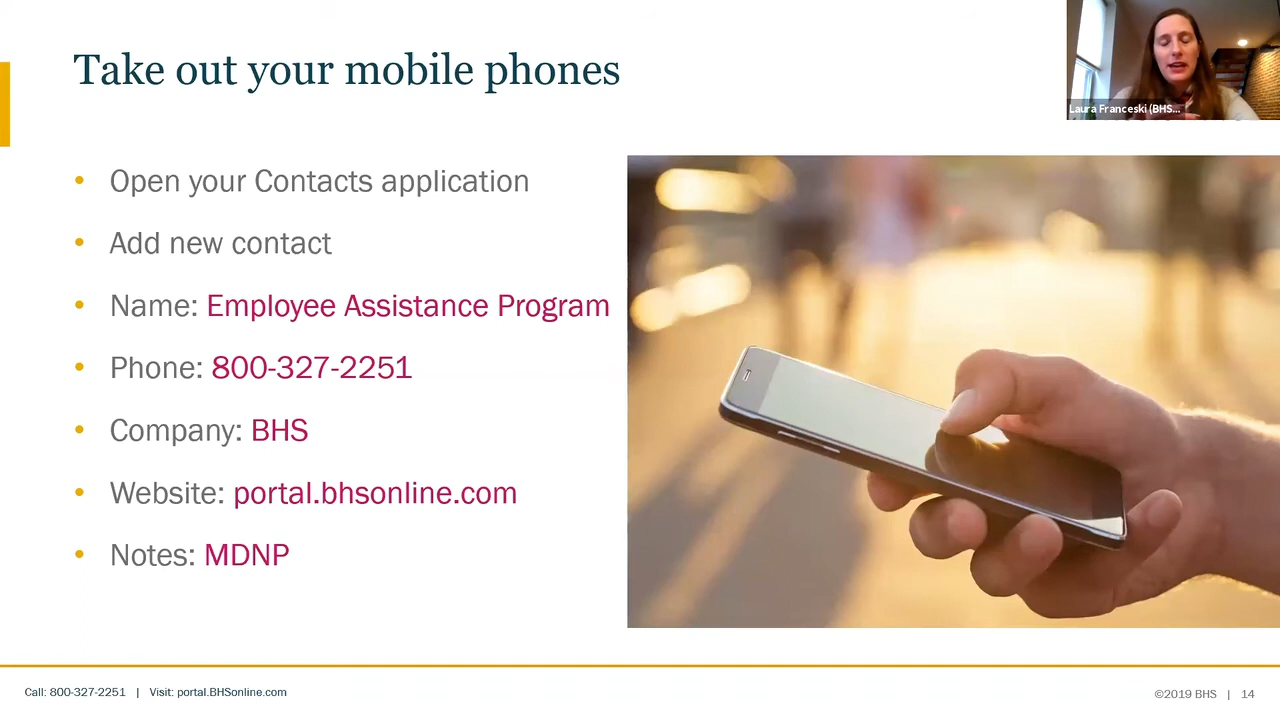 Take out your mobile phones
Laura Franceski (BHS...
• Open your Contacts application
• Add new contact
• Name: Employee Assistance Program
• Phone: 800-327-2251
• Company: BHS
• Website: portal.bhsonline.com
• Notes: MDNP
Call: 800-327-2251 | Visit: portal.BHSonline.com
©2019 BHS | 14